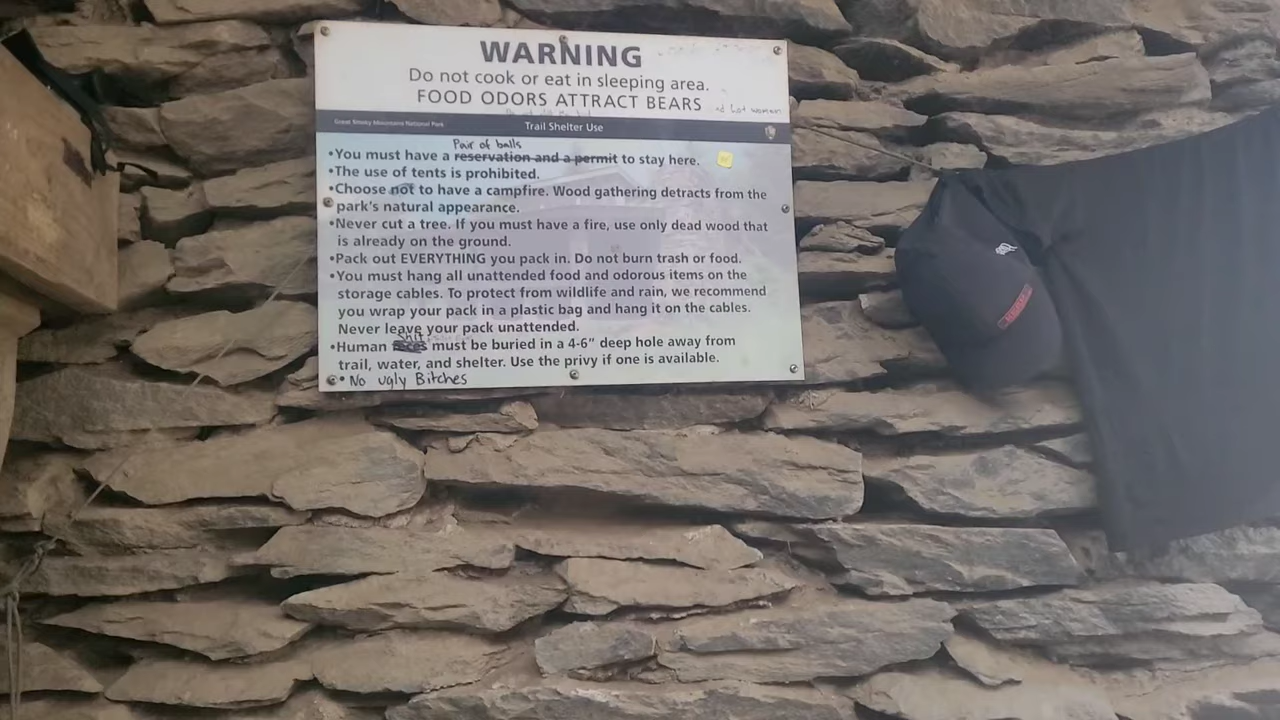 WARNING
Do not cook or eat in sleeping area.
FOOD ODORS ATTRACT BEARS
Great Smoky Mountains National Park Trail Shelter Use
Pair of balls
•You must have a reservation and a permit to stay here.
•The use of tents is prohibited.
•Choose not to have a campfire. Wood gathering detracts from the
park's natural appearance.
•Never cut a tree. If you must have a fire, use only dead wood that
is already on the ground.
•Pack out EVERYTHING you pack in. Do not burn trash or food.
•You must hang all unattended food and odorous items on the
storage cables. To protect from wildlife and rain, we recommend
you wrap your pack in a plastic bag and hang it on the cables.
Never leave your pack unattended.
Shit
•Human feces must be buried in a 4-6" deep hole away from
trail, water, and shelter. Use the privy if one is available.
• No ugly Bitches